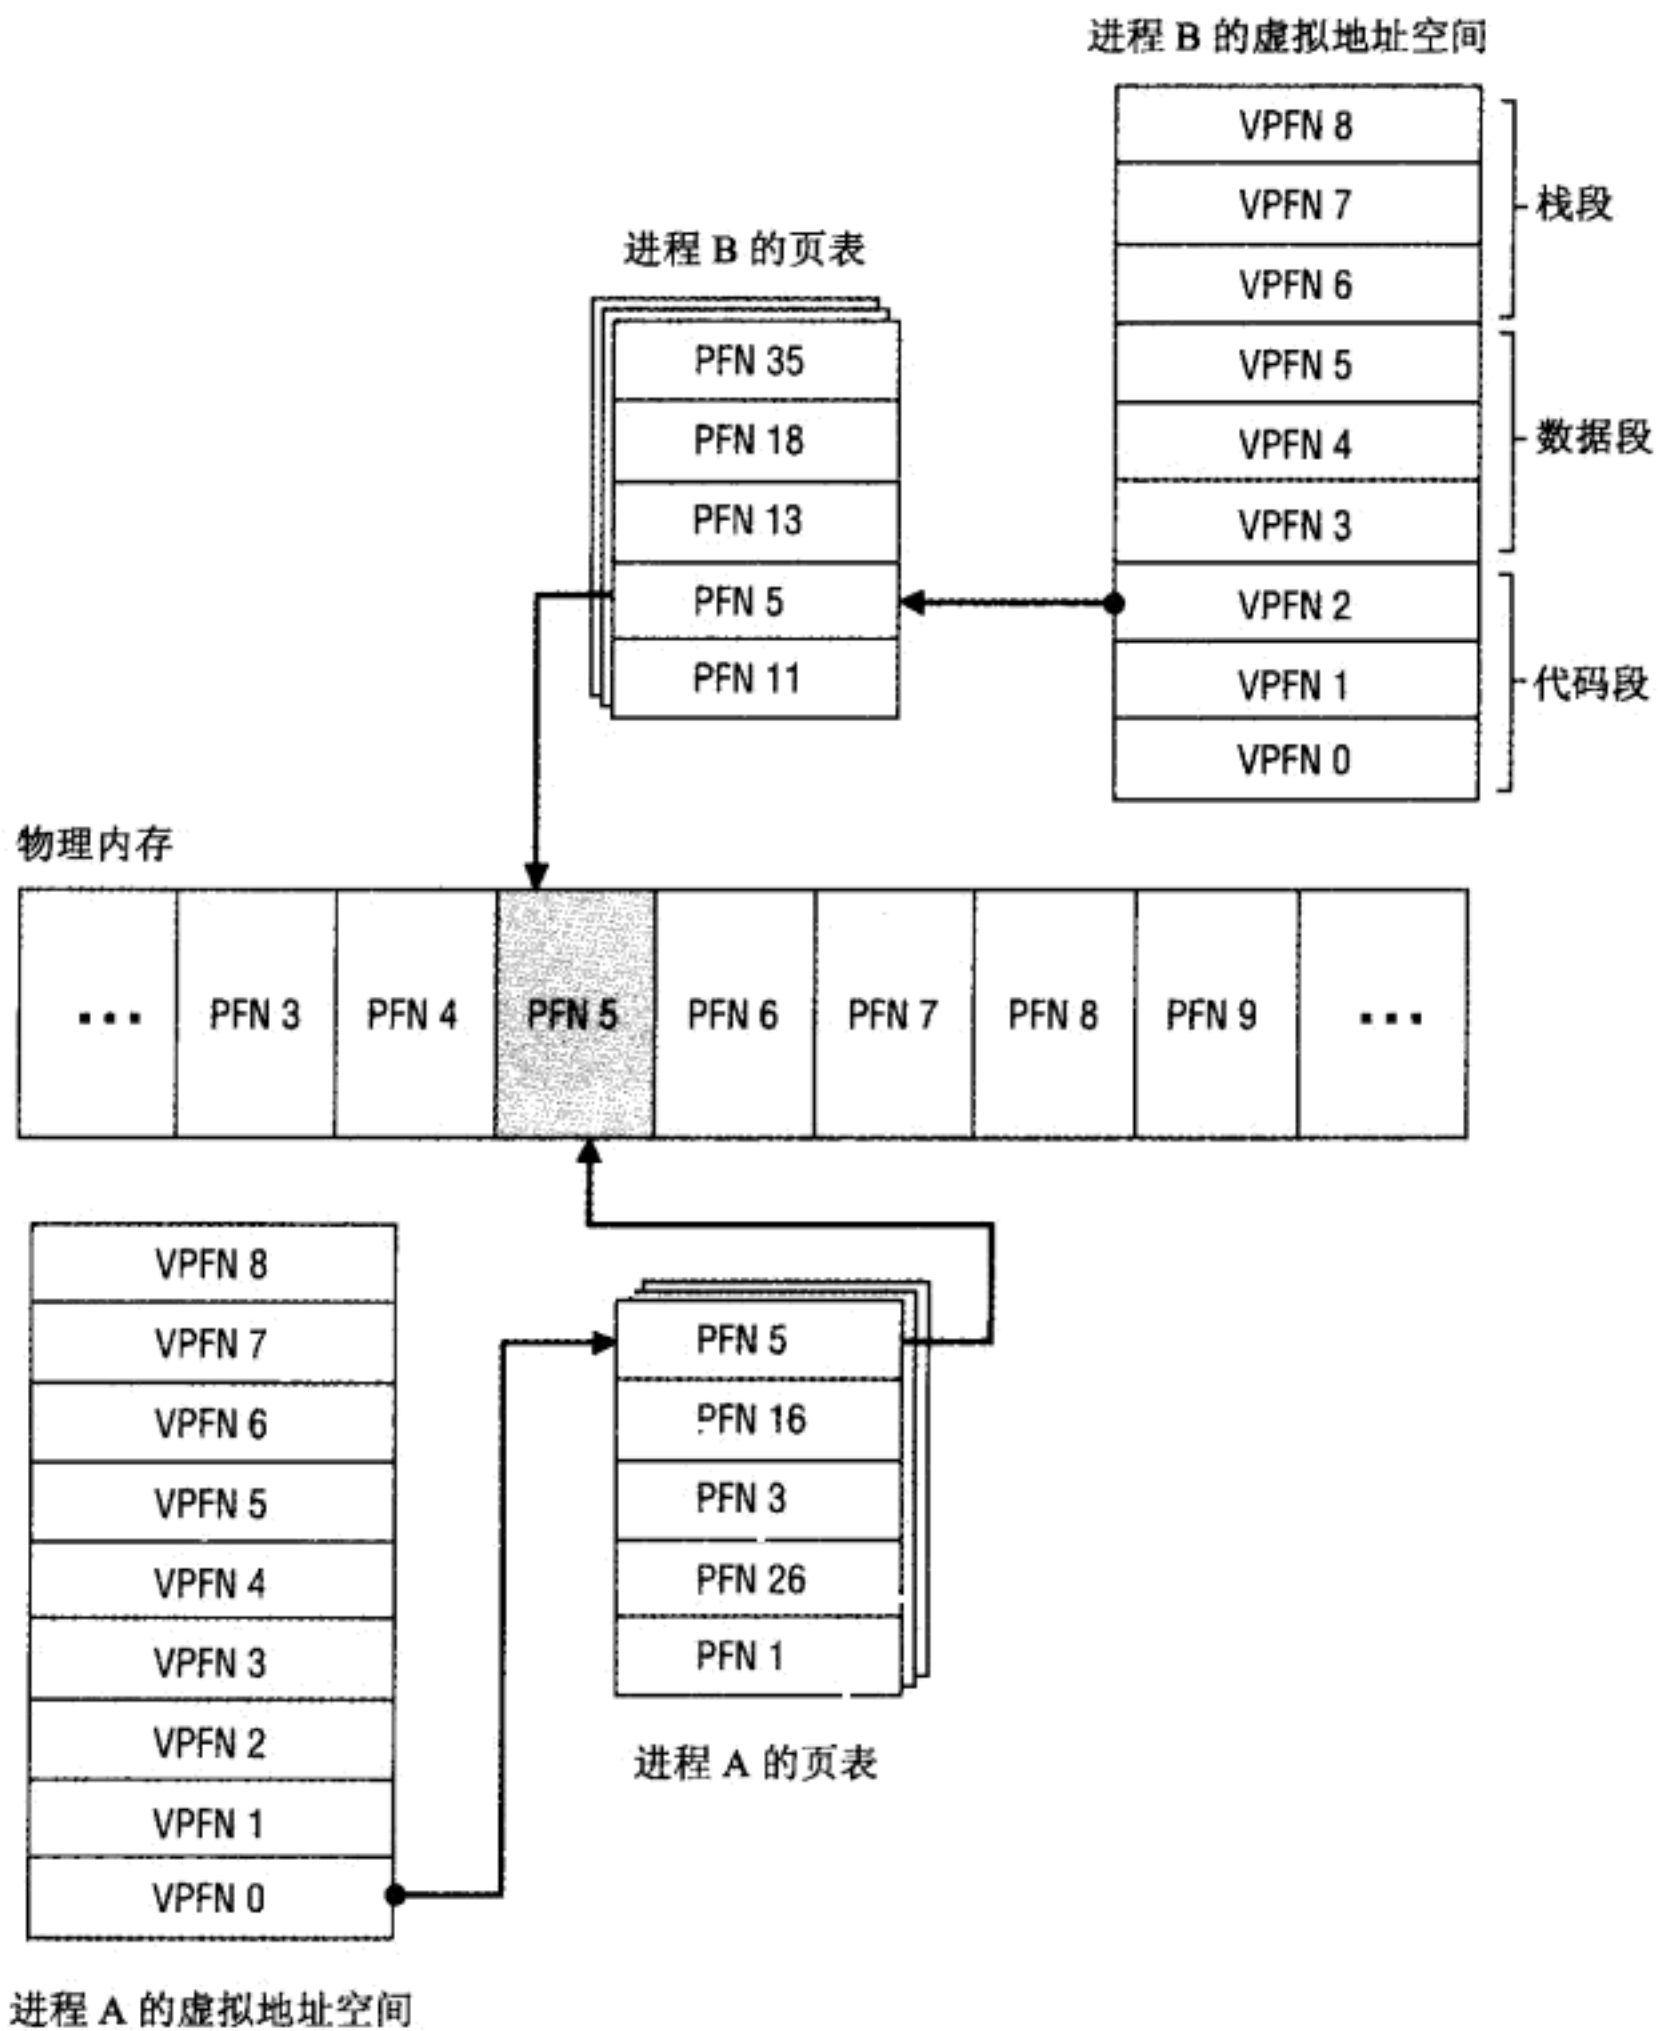 进程 B 的虚拟地址空间
VPFN 8
VPFN 7
VPFN 6
VPFN 5
VPFN 4
VPFN 3
VPFN 2
VPFN 1
VPFN 0
栈段
数据段
代码段
进程 B 的页表
PFN 35
PFN 18
PFN 13
PFN 5
PFN 11
物理内存
... PFN 3 PFN 4 PFN 5 PFN 6 PFN 7 PFN 8 PFN 9 ...
VPFN 8
VPFN 7
VPFN 6
VPFN 5
VPFN 4
VPFN 3
VPFN 2
VPFN 1
VPFN 0
进程 A 的虚拟地址空间
PFN 5
PFN 16
PFN 3
PFN 26
PFN 1
进程 A 的页表